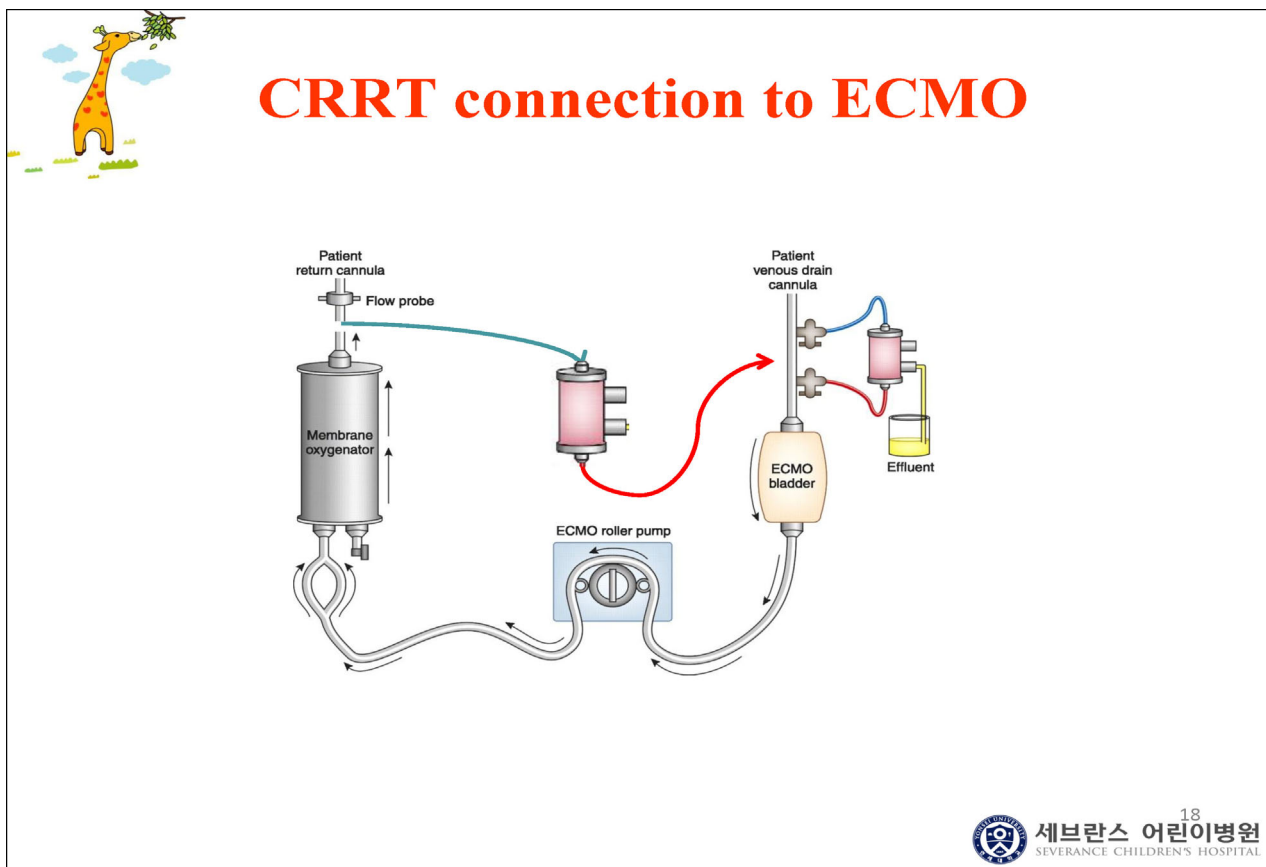 CRRT connection to ECMO
Patient
return cannula
Flow probe
Patient
venous drain
cannula
Membrane
oxygenator
ECMO
bladder
Effluent
ECMO roller pump
18
세브란스 어린이병원
SEVERANCE CHILDREN'S HOSPITAL